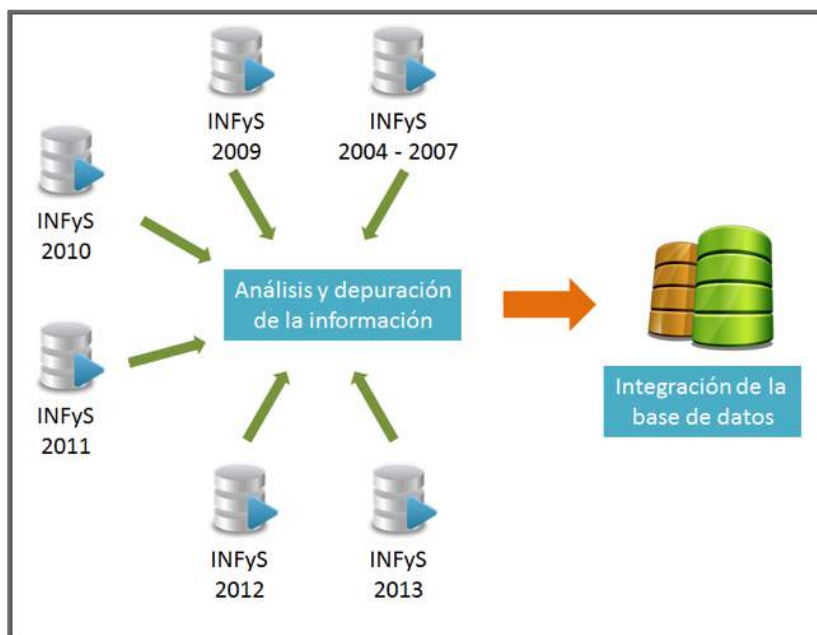 INFyS
2009
INFyS
2004 - 2007
INFyS
2010
Análisis y depuración
de la información
INFyS
2011
Integración de la
base de datos
INFyS
2012
INFyS
2013